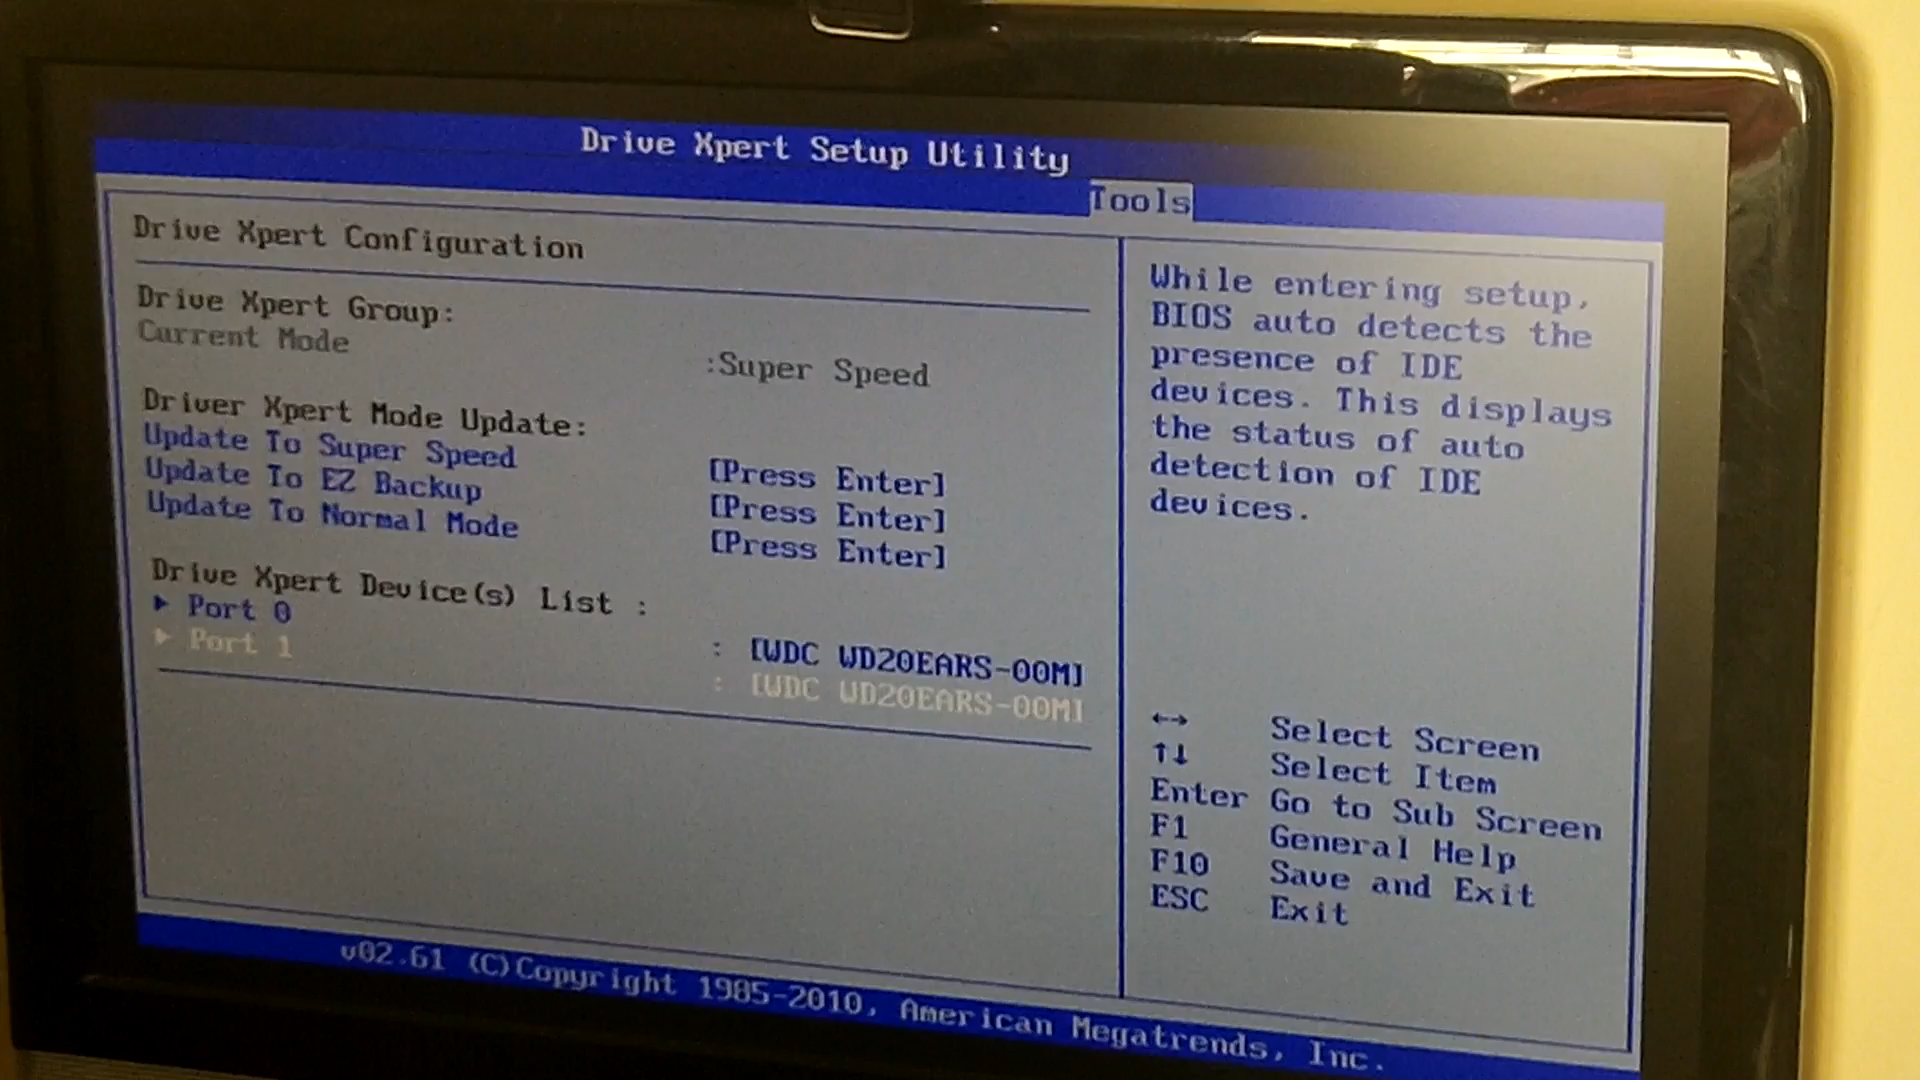 Drive Xpert Setup Utility
Tools
Drive Xpert Configuration
Drive Xpert Group:
Current Mode :Super Speed
Driver Xpert Mode Update:
Update To Super Speed [Press Enter]
Update To EZ Backup [Press Enter]
Update To Normal Mode [Press Enter]
Drive Xpert Device(s) List :
► Port 0 : [WDC WD20EARS-00M]
► Port 1 : [WDC WD20EARS-00M]
While entering setup,
BIOS auto detects the
presence of IDE
devices. This displays
the status of auto
detection of IDE
devices.
←→ Select Screen
↑↓ Select Item
Enter Go to Sub Screen
F1 General Help
F10 Save and Exit
ESC Exit
v02.61 (C)Copyright 1985-2010, American Megatrends, Inc.